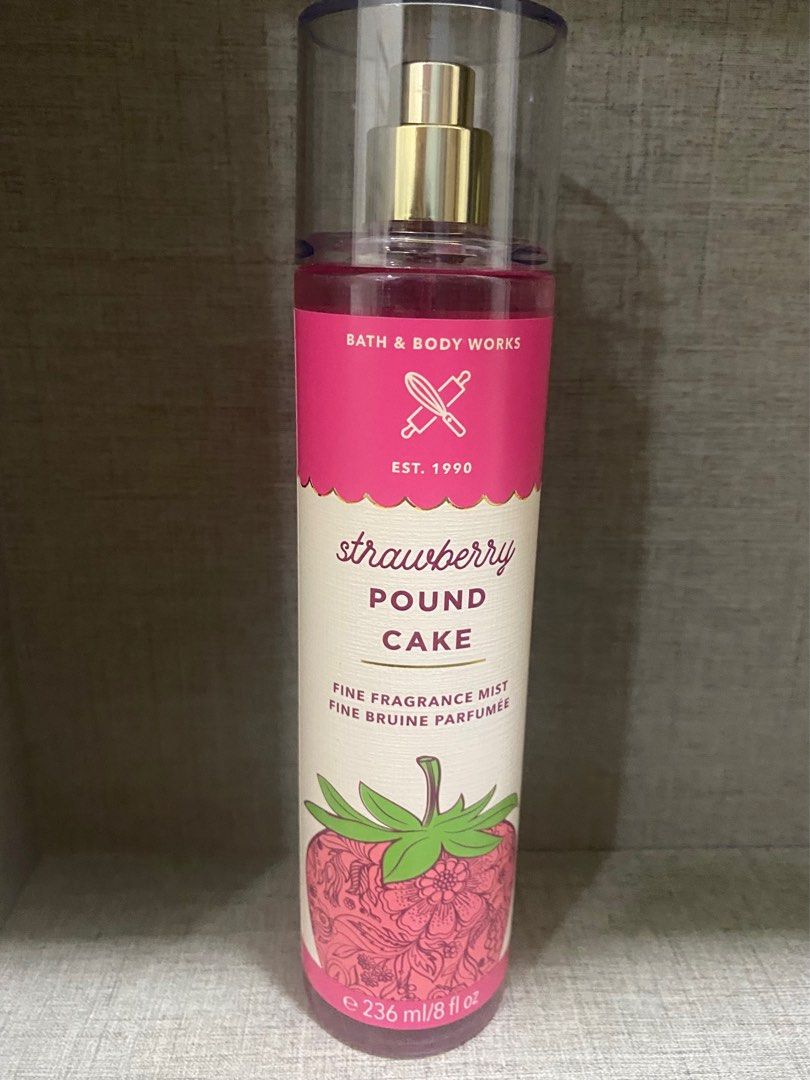 BATH & BODY WORKS
EST. 1990
strawberry
POUND
CAKE
FINE FRAGRANCE MIST
FINE BRUINE PARFUMÉE
℮ 236 ml/8 fl oz